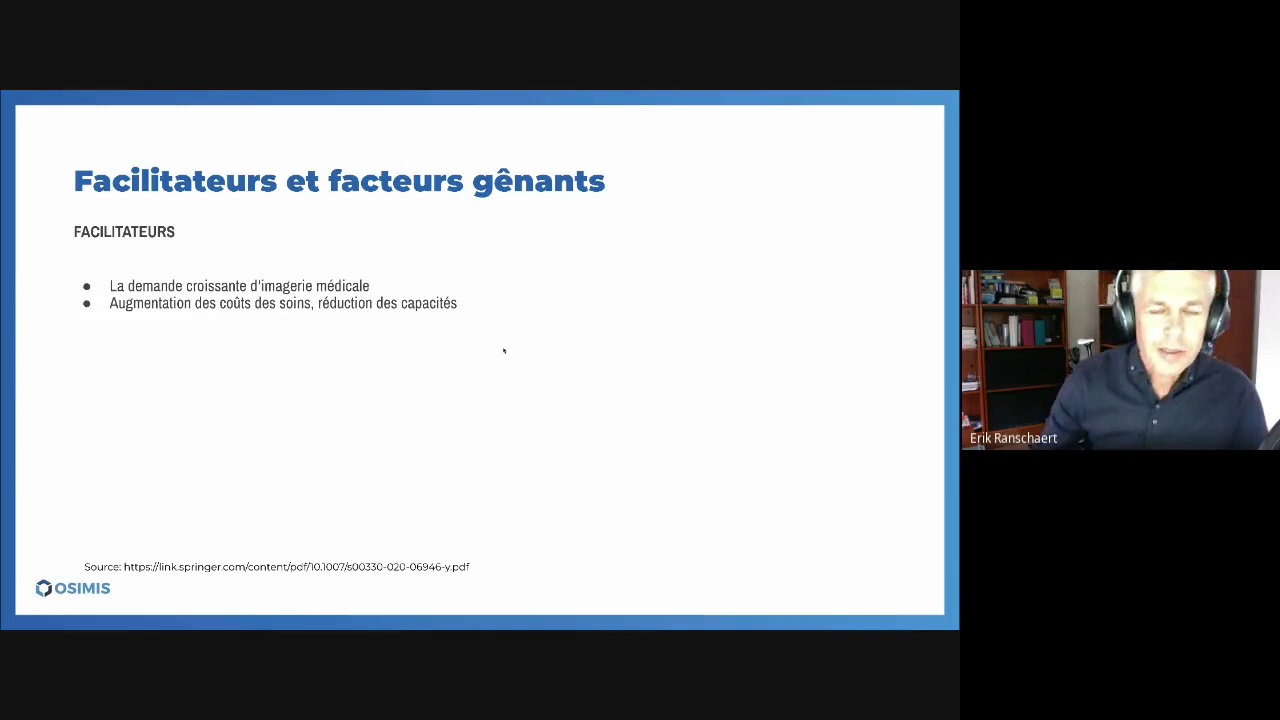 Facilitateurs et facteurs gênants
FACILITATEURS
● La demande croissante d'imagerie médicale
● Augmentation des coûts des soins, réduction des capacités
Source: https://link.springer.com/content/pdf/10.1007/s00330-020-06946-y.pdf
OSIMIS
Erik Ranschaert